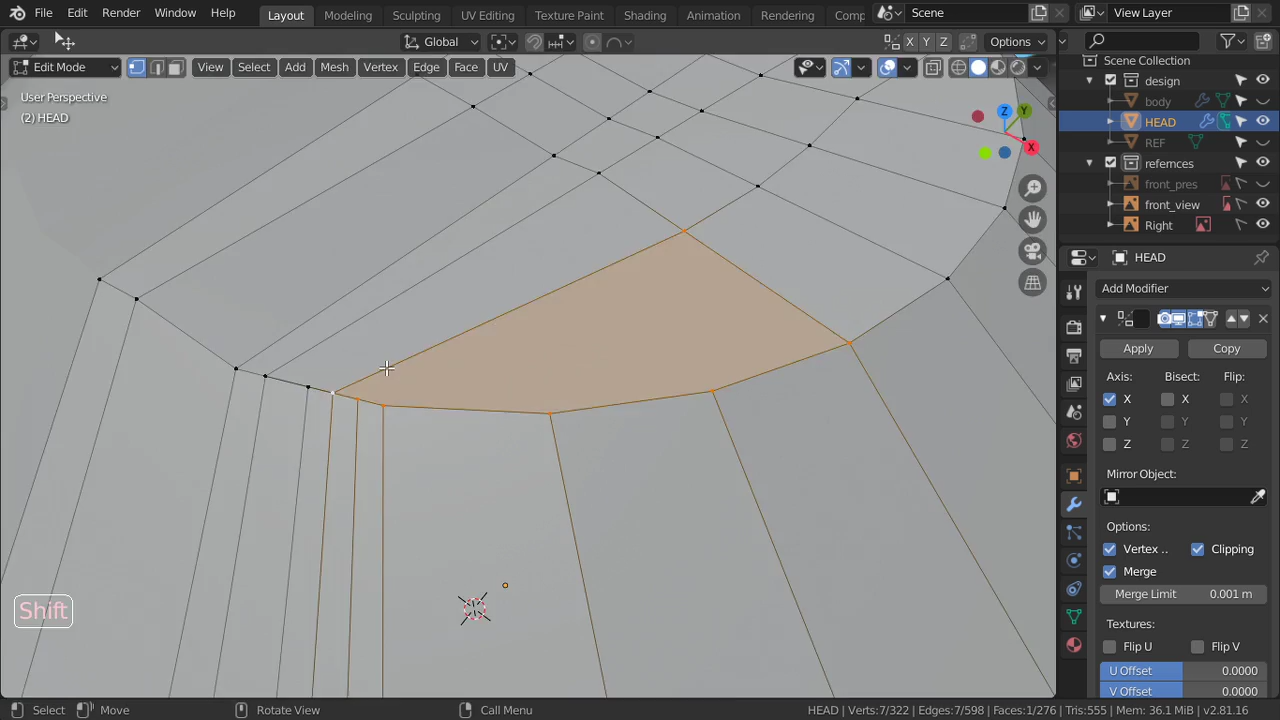 File Edit Render Window Help Layout Modeling Sculpting UV Editing Texture Paint Shading Animation Rendering Comp Scene View Layer
Global X Y Z Options
Edit Mode View Select Add Mesh Vertex Edge Face UV
User Perspective
(2) HEAD
Z Y X
Scene Collection
design
body
HEAD
REF
refemces
front_pres
front_view
Right
HEAD
Add Modifier
Apply Copy
Axis: Bisect: Flip:
X X X
Y Y Y
Z Z Z
Mirror Object:
Options:
Vertex .. Clipping
Merge
Merge Limit 0.001 m
Textures:
Flip U Flip V
U Offset 0.0000
V Offset 0.0000
Shift
Select Move Rotate View Call Menu HEAD | Verts:7/322 | Edges:7/598 | Faces:1/276 | Tris:555 | Mem: 36.1 MiB | v2.81.16